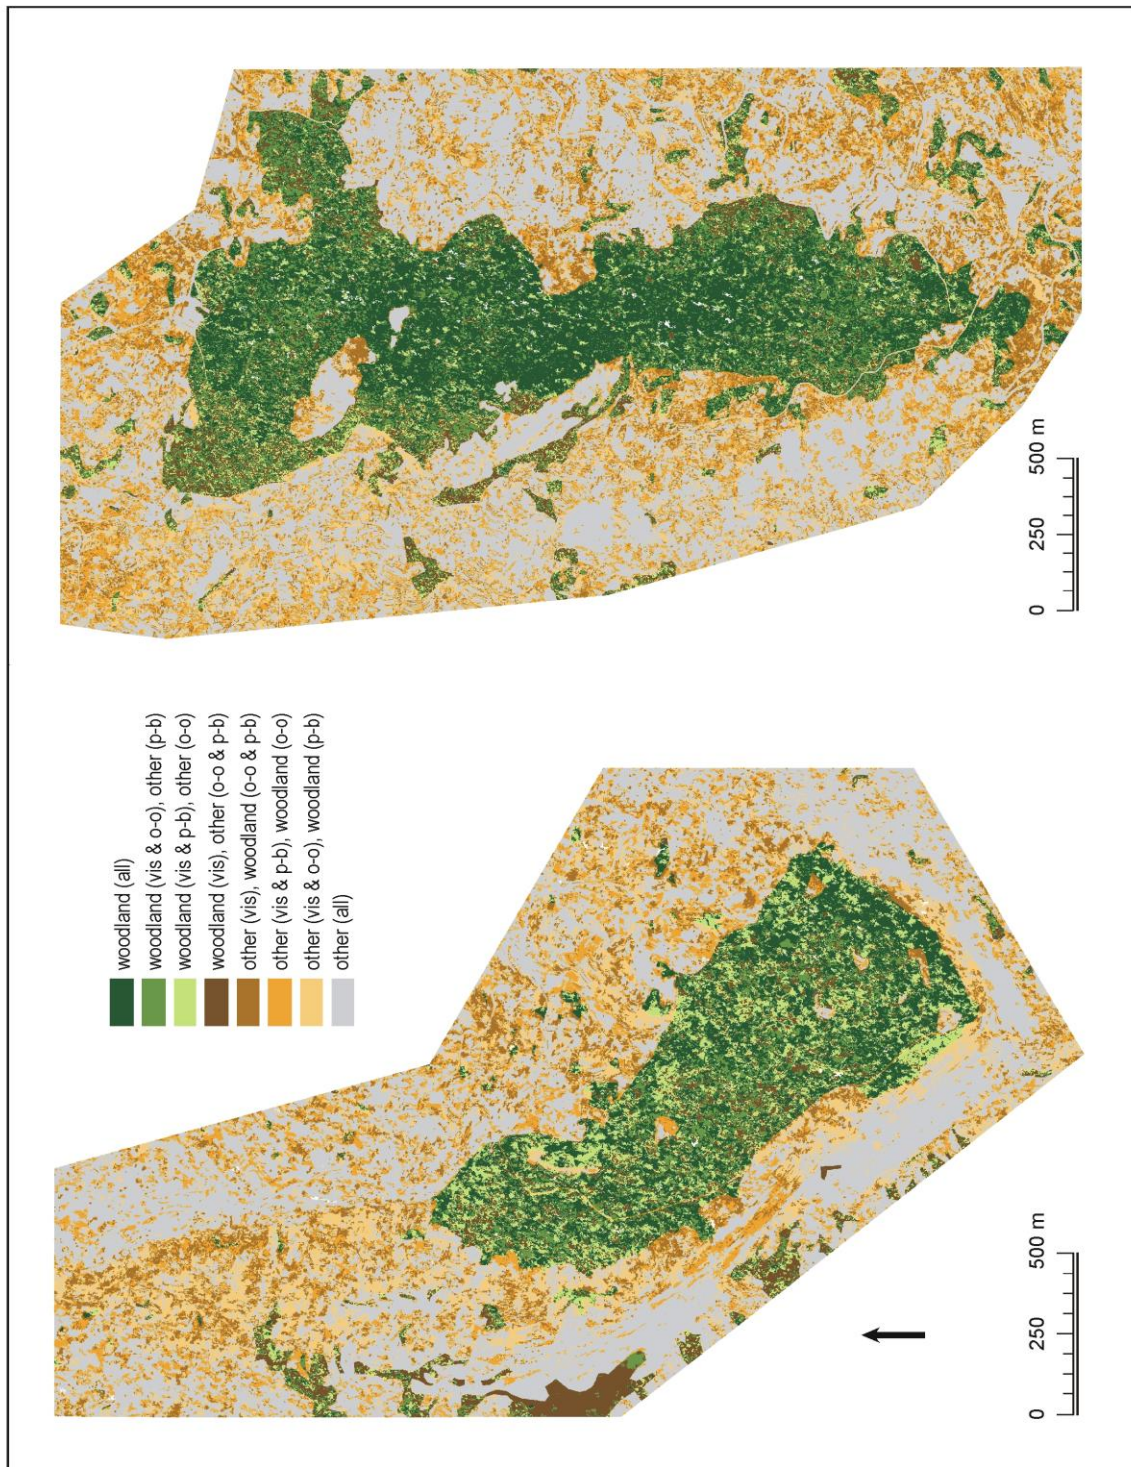 woodland (all)
woodland (vis & o-o), other (p-b)
woodland (vis & p-b), other (o-o)
woodland (vis), other (o-o & p-b)
other (vis), woodland (o-o & p-b)
other (vis & p-b), woodland (o-o)
other (vis & o-o), woodland (p-b)
other (all)
0 250 500 m
0 250 500 m